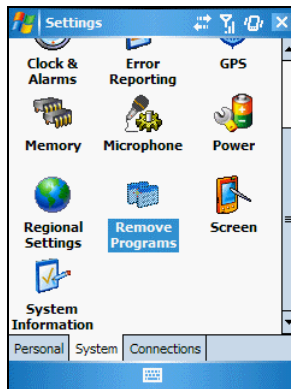 Settings
Clock & Error GPS
Alarms Reporting
Memory Microphone Power
Regional Remove Screen
Settings Programs
System
Information
Personal System Connections